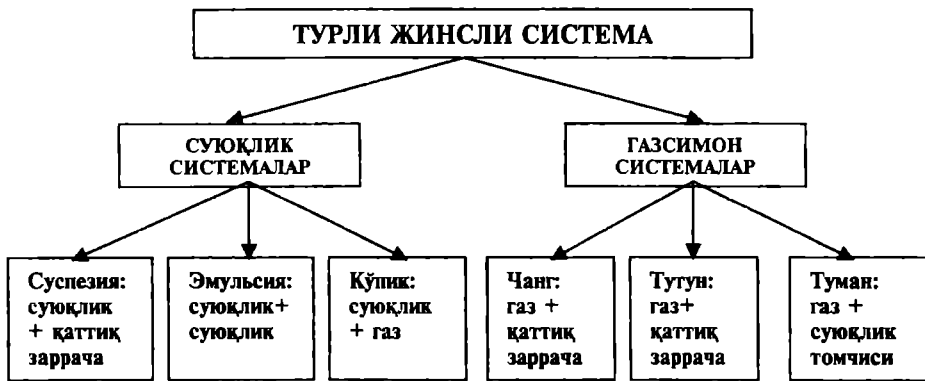 ТУРЛИ ЖИНСЛИ СИСТЕМА
СУЮҚЛИК
СИСТЕМАЛАР
ГАЗСИМОН
СИСТЕМАЛАР
Суспезия:
суюқлик
+ қаттиқ
заррача
Эмульсия:
суюқлик+
суюқлик
Кўпик:
суюқлик
+ газ
Чанг:
газ +
қаттиқ
заррача
Тутун:
газ+
қаттиқ
заррача
Туман:
газ +
суюқлик
томчиси